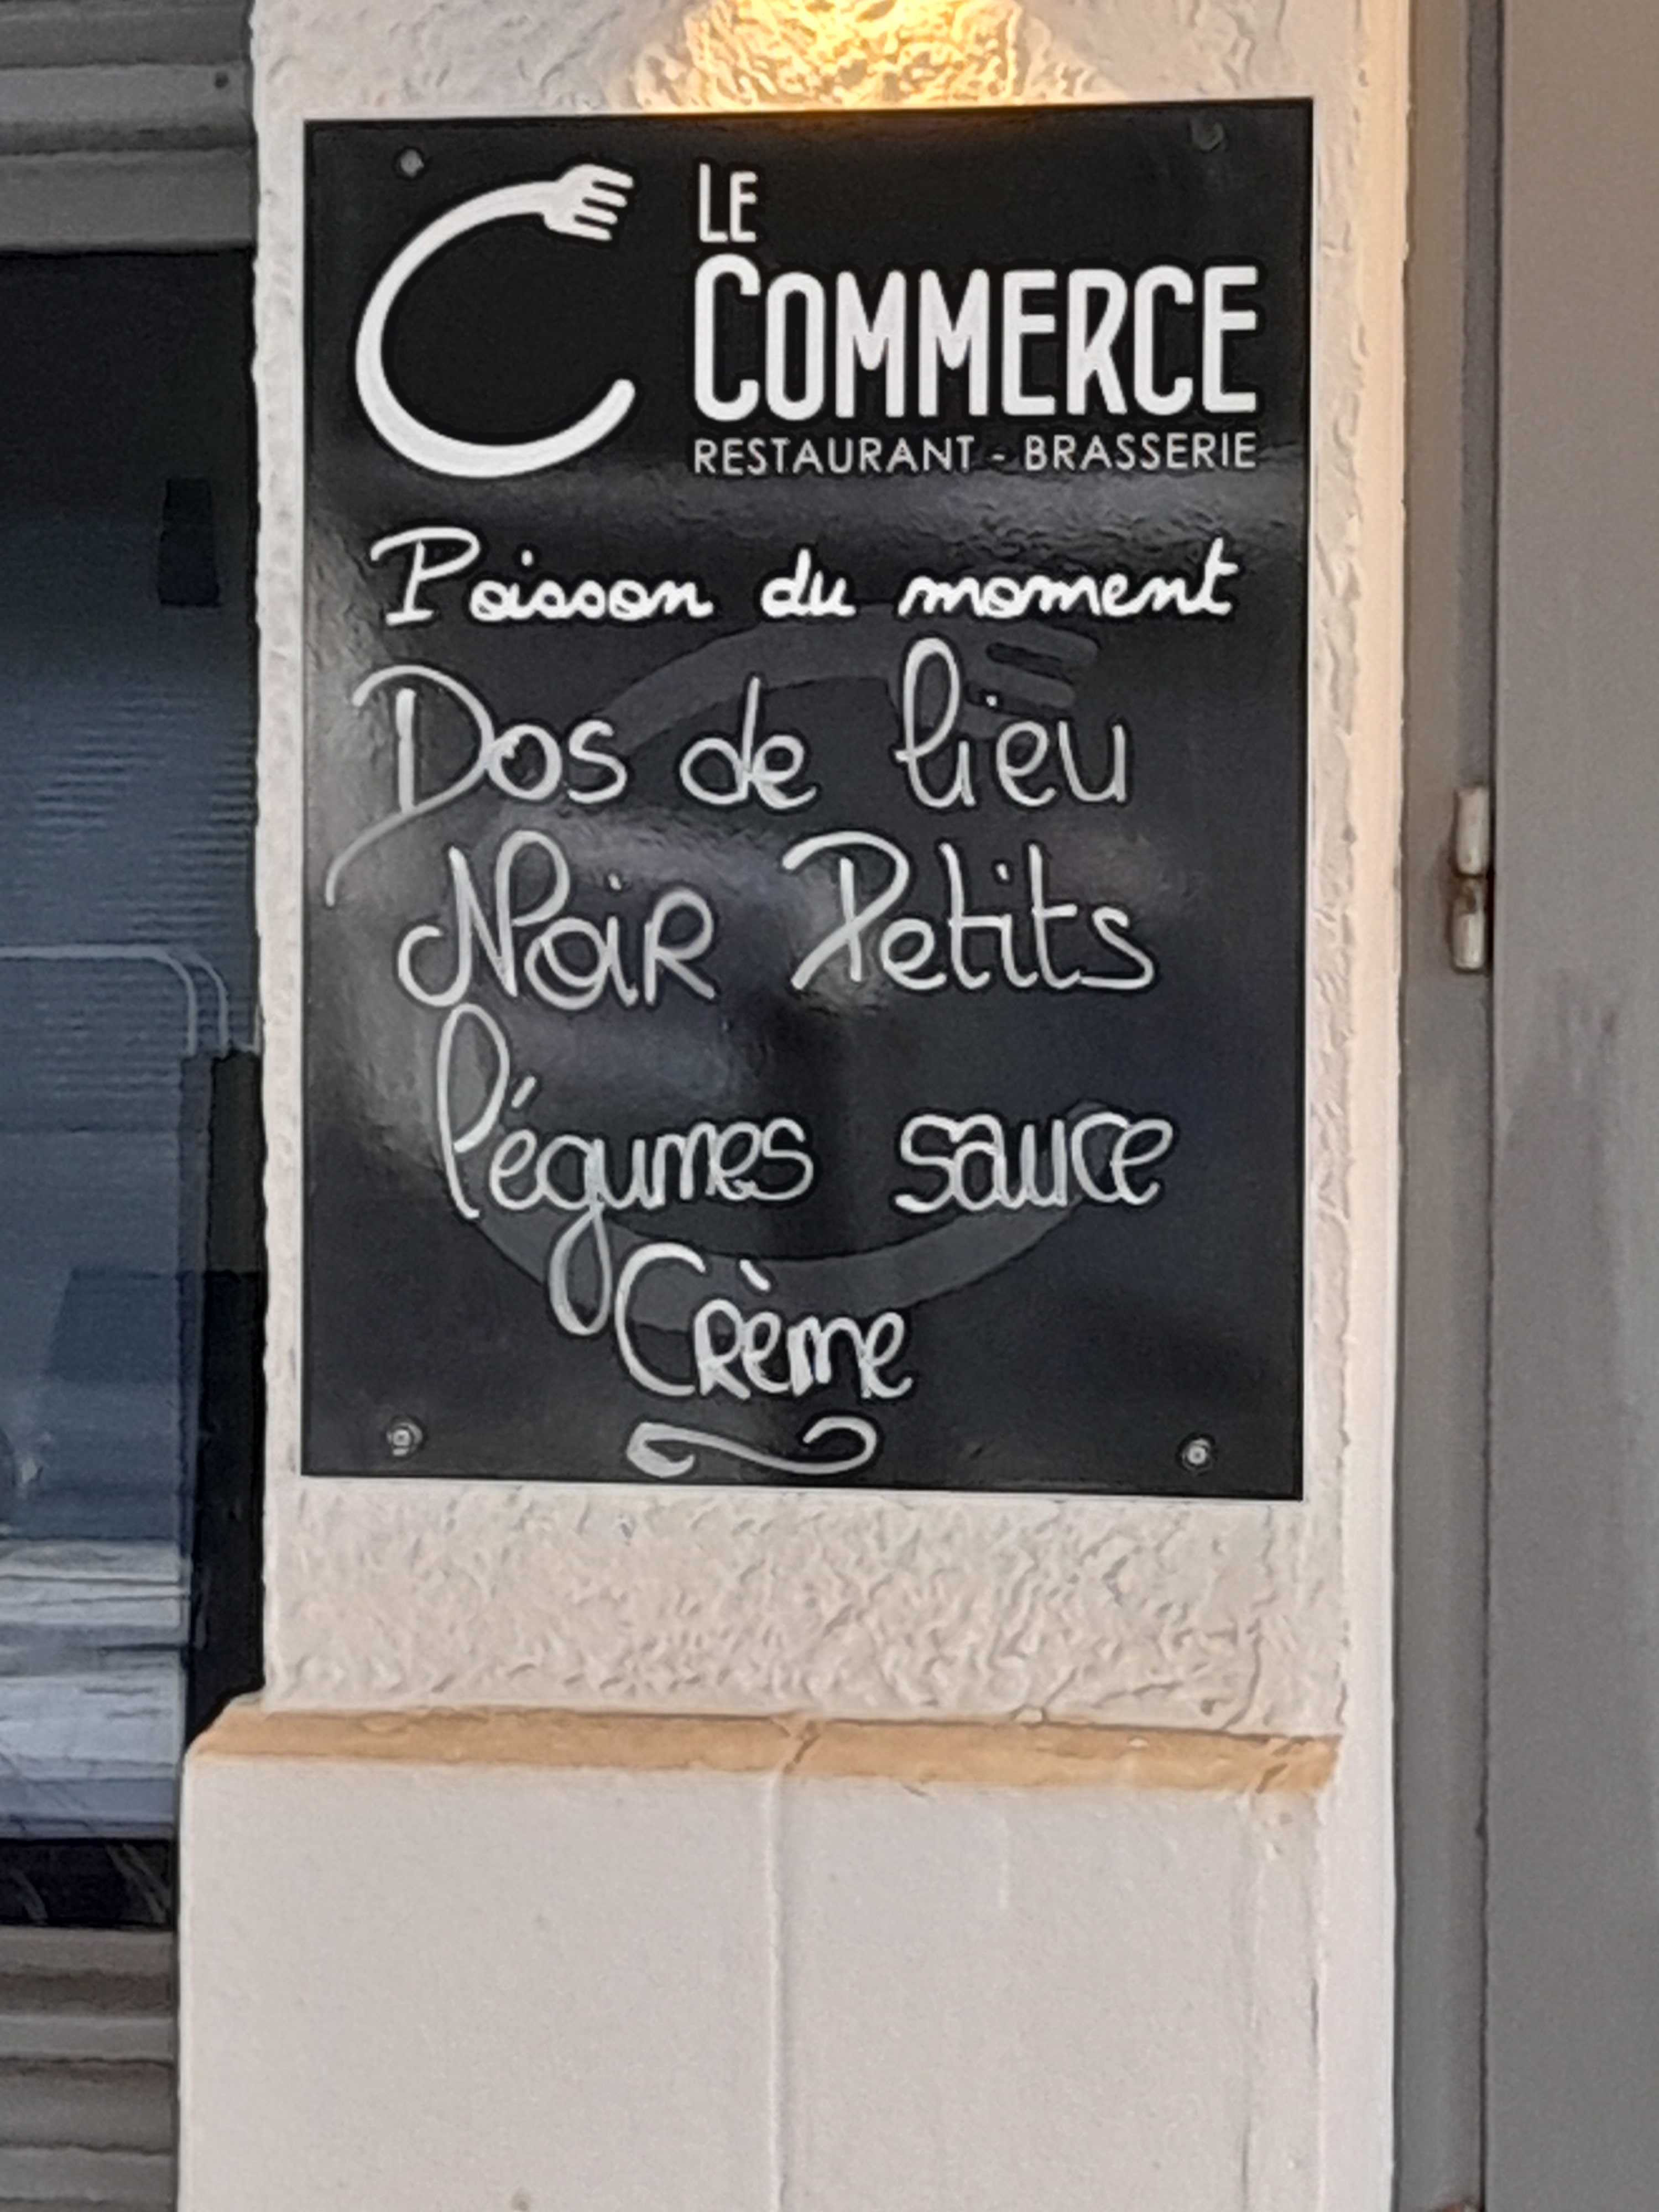 LE
COMMERCE
RESTAURANT - BRASSERIE
Poisson du moment
Dos de lieu
Noir Petits
légumes sauce
Crème